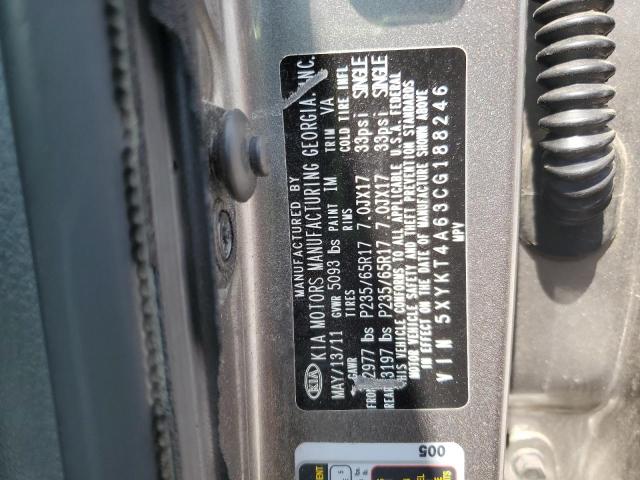 MANUFACTURED BY
KIA KIA MOTORS MANUFACTURING GEORGIA. INC.
MAY/13/11 GVWR 5093 lbs PAINT IM TRIM VA
GAWR TIRES RIMS COLD TIRE INFL
FRONT 2977 lbs P235/65R17 7.0JX17 33psi SINGLE
REAR 3197 lbs P235/65R17 7.0JX17 33psi SINGLE
THIS VEHICLE CONFORMS TO ALL APPLICABLE U.S.A. FEDERAL
MOTOR VEHICLE SAFETY AND THEFT PREVENTION STANDARDS
IN EFFECT ON THE DATE OF MANUFACTURE SHOWN ABOVE
VIN 5XYKT4A63CG188246
MPV
005